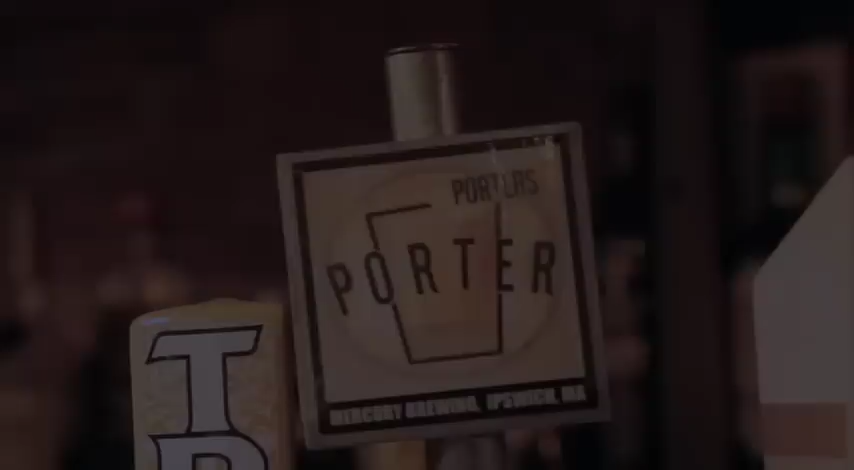 PORTERS
PORTER
MERCURY BREWING, IPSWICH, MA
T